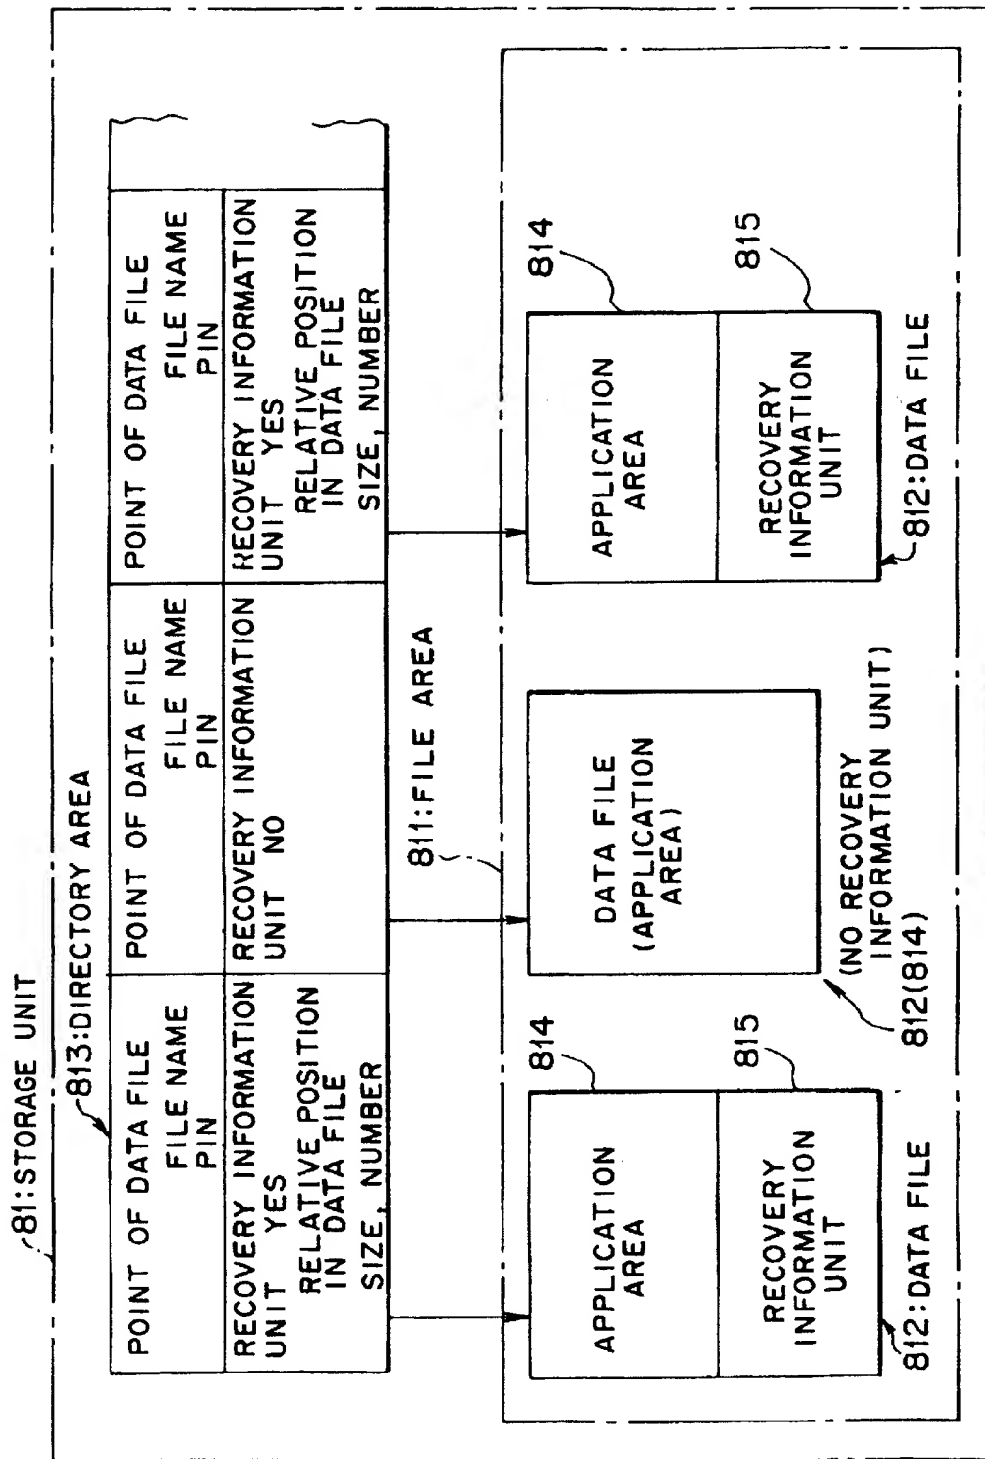 81:STORAGE UNIT
813:DIRECTORY AREA
POINT OF DATA FILE
FILE NAME
PIN
RECOVERY INFORMATION
UNIT YES
RELATIVE POSITION
IN DATA FILE
SIZE, NUMBER
POINT OF DATA FILE
FILE NAME
PIN
RECOVERY INFORMATION
UNIT NO
POINT OF DATA FILE
FILE NAME
PIN
RECOVERY INFORMATION
UNIT YES
RELATIVE POSITION
IN DATA FILE
SIZE, NUMBER
811:FILE AREA
814
APPLICATION
AREA
815
RECOVERY
INFORMATION
UNIT
812:DATA FILE
DATA FILE
(APPLICATION
AREA)
(NO RECOVERY
INFORMATION UNIT)
812(814)
814
APPLICATION
AREA
815
RECOVERY
INFORMATION
UNIT
812:DATA FILE